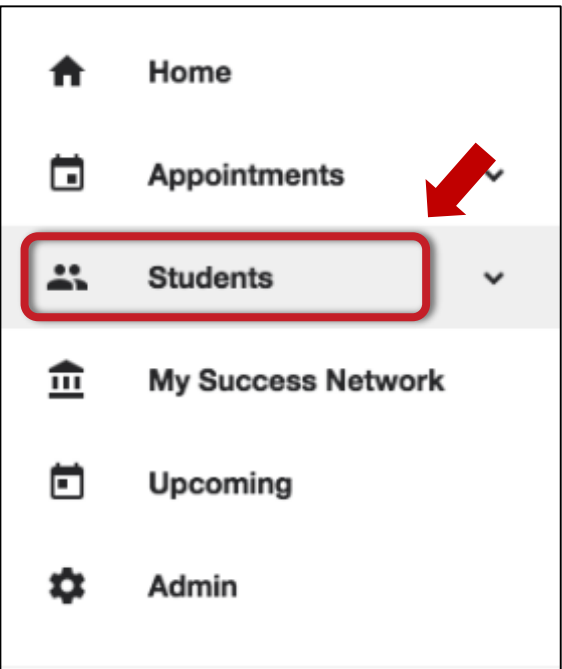 Home
Appointments
Students
My Success Network
Upcoming
Admin